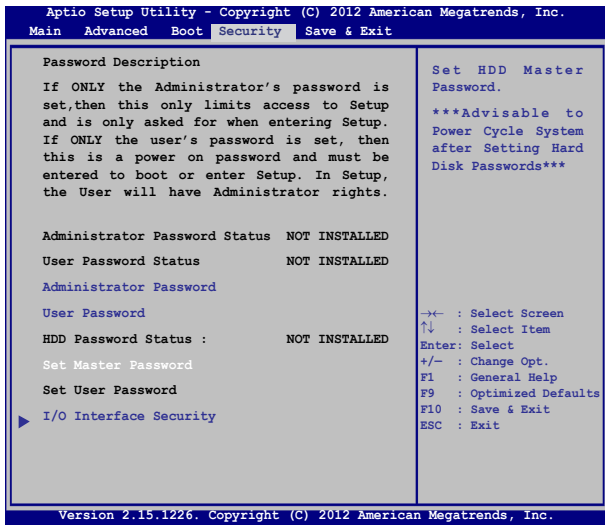 Aptio Setup Utility - Copyright (C) 2012 American Megatrends, Inc.
Main Advanced Boot Security Save & Exit
Password Description
If ONLY the Administrator's password is
set,then this only limits access to Setup
and is only asked for when entering Setup.
If ONLY the user's password is set, then
this is a power on password and must be
entered to boot or enter Setup. In Setup,
the User will have Administrator rights.
Administrator Password Status NOT INSTALLED
User Password Status NOT INSTALLED
Administrator Password
User Password
HDD Password Status : NOT INSTALLED
Set Master Password
Set User Password
I/O Interface Security
Set HDD Master
Password.
***Advisable to
Power Cycle System
after Setting Hard
Disk Passwords***
→← : Select Screen
↑↓ : Select Item
Enter: Select
+/— : Change Opt.
F1 : General Help
F9 : Optimized Defaults
F10 : Save & Exit
ESC : Exit
Version 2.15.1226. Copyright (C) 2012 American Megatrends, Inc.